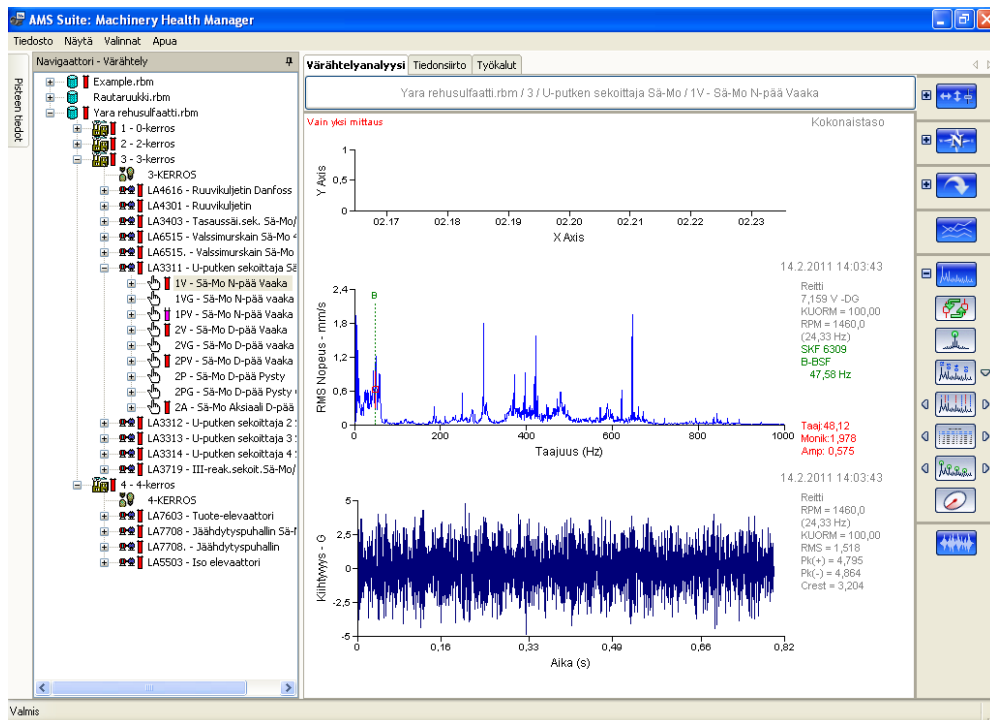 AMS Suite: Machinery Health Manager
Tiedosto Näytä Valinnat Apua
Pisteen tiedot
Navigaattori - Värähtely
Example.rbm
Rautaruukki.rbm
Yara rehusulfaatti.rbm
1 - 0-kerros
2 - 2-kerros
3 - 3-kerros
3-KERROS
LA4616 - Ruuvikuljetin Danfoss
LA4301 - Ruuvikuljetin
LA3403 - Tasaussäi.sek. Sä-Mo/
LA6515 - Valssimurskain Sä-Mo 4
LA6515. - Valssimurskain Sä-Mo
LA3311 - U-putken sekoittaja Sä
1V - Sä-Mo N-pää Vaaka
1VG - Sä-Mo N-pää vaaka
1PV - Sä-Mo N-pää Vaaka
2V - Sä-Mo D-pää Vaaka
2VG - Sä-Mo D-pää vaaka
2PV - Sä-Mo D-pää Vaaka
2P - Sä-Mo D-pää Pysty
2PG - Sä-Mo D-pää Pysty
2A - Sä-Mo Aksiaali D-pää
LA3312 - U-putken sekoittaja 2
LA3313 - U-putken sekoittaja 3
LA3314 - U-putken sekoittaja 4
LA3719 - III-reak.sekoit.Sä-Mo/
4 - 4-kerros
4-KERROS
LA7603 - Tuote-elevaattori
LA7708 - Jäähdytyspuhallin Sä-
LA7708. - Jäähdytyspuhallin
LA5503 - Iso elevaattori
Värähtelyanalyysi Tiedonsiirto Työkalut
Yara rehusulfaatti.rbm / 3 / U-putken sekoittaja Sä-Mo / 1V - Sä-Mo N-pää Vaaka
Vain yksi mittaus
Kokonaistaso
Y Axis
1
0,5
0
02.17 02.18 02.19 02.20 02.21 02.22 02.23
X Axis
14.2.2011 14:03:43
RMS Nopeus - mm/s
2,4
1,8
1,2
0,6
0
B
0 200 400 600 800 1000
Taajuus (Hz)
Reitti
7,159 V -DG
KUORM = 100,00
RPM = 1460,0
(24,33 Hz)
SKF 6309
B-BSF
47,58 Hz
Taaj:48,12
Monik:1,978
Amp: 0,575
14.2.2011 14:03:43
Kiihtyvyys - G
5
2,5
0
-2,5
-5
0 0,16 0,33 0,49 0,66 0,82
Aika (s)
Reitti
RPM = 1460,0
(24,33 Hz)
KUORM = 100,00
RMS = 1,518
Pk(+) = 4,795
Pk(-) = 4,864
Crest = 3,204
Valmis